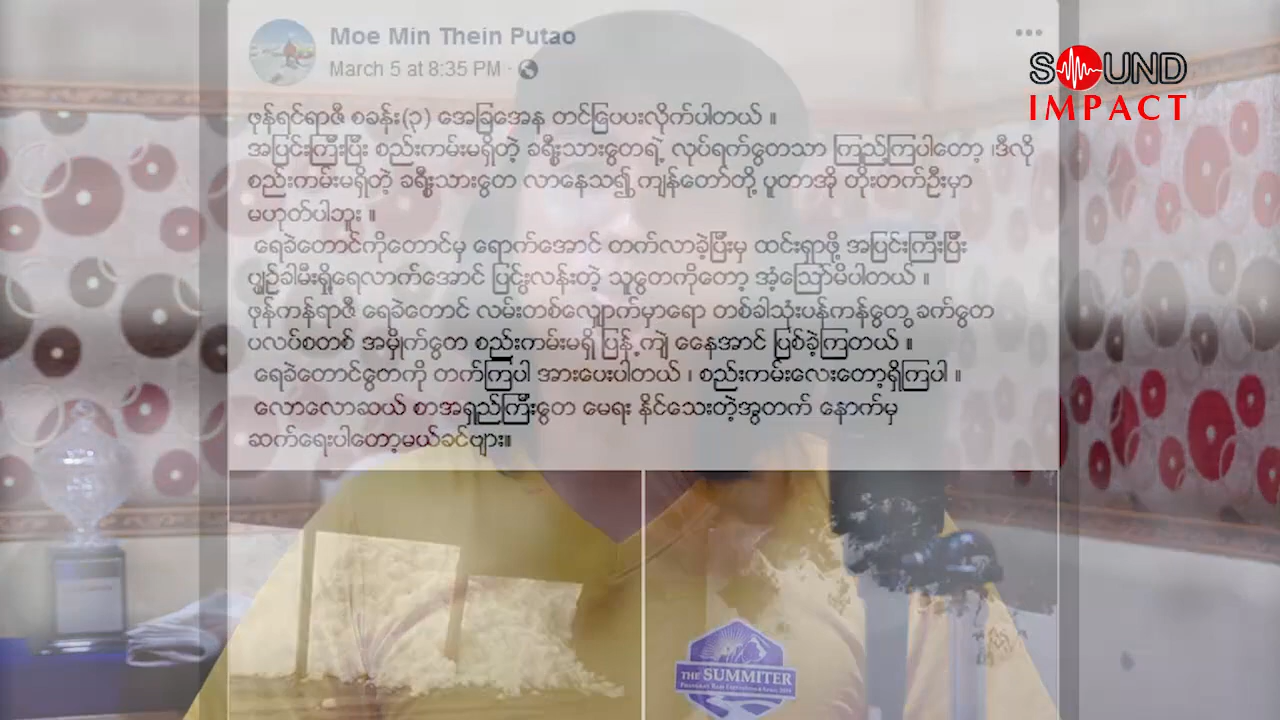 Moe Min Thein Putao
March 5 at 8:35 PM
SOUND
IMPACT
ဖုန်ရင်ရာဇီ စခန်း(၃) အေခြအေန တင်ပြေပးလိုက်ပါတယ် ။
အပြင်းကြီးပြီး စည်းကမ်းမရှိတဲ့ ခရီးသားတွေရဲ့ လုပ်ရက်တွေသာ ကြည့်ကြပါတော့ ၊ဒီလို
စည်းကမ်းမရှိတဲ့ ခရီးသားတွေ လာနေသ၍ ကျန်တော်တို့ ပူတာအို တိုးတက်ဦးမှာ
မဟုတ်ပါဘူး ။
ရေခဲတောင်ကိုတောင်မှ ရောက်အောင် တက်လာခဲ့ပြီးမှ ထင်းရှာဖို့ အပြင်းကြီးပြီး
ပျဉ်ခါမီးရှို့ရေလာက်အောင် ပြင်းလန်းတဲ့ သူတွေကိုတော့ အံ့ဩမိပါတယ် ။
ဖုန်ကန်ရာဇီ ရေခဲတောင် လမ်းတစ်လျှောက်မှာရော တစ်ခါသုံးပန်ကန်တွေ ခွက်တွေ
ပလပ်စတစ် အမှိုက်တွေ စည်းကမ်းမရှိ ပြန့်ကျဲ နေအောင် ပြစ်ခဲ့ကြတယ် ။
ရေခဲတောင်တွေကို တက်ကြပါ အားပေးပါတယ် ၊ စည်းကမ်းလေးတော့ရှိကြပါ ။
လောလောဆယ် စာအရှည်ကြီးတွေ မရေး နိုင်သေးတဲ့အတွက် နောက်မှ
ဆက်ရေးပါတော့မယ်ခင်ဗျား။
THE SUMMITER